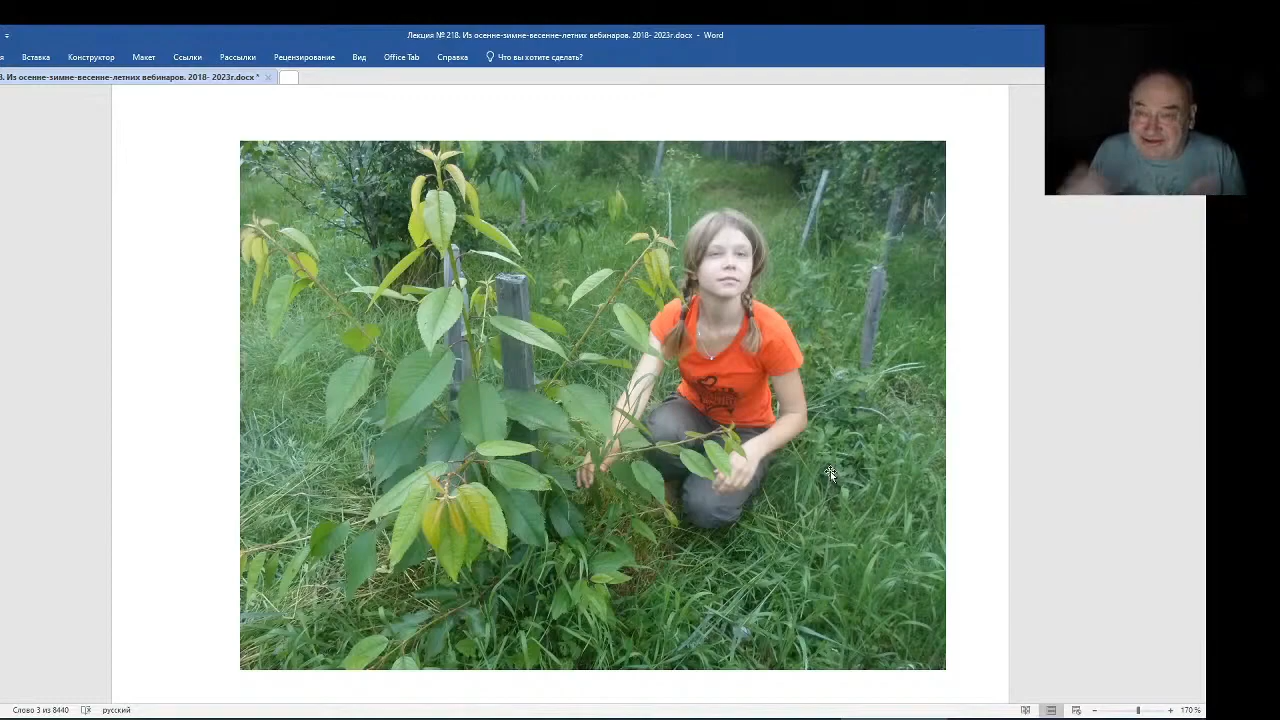 Лекция № 218. Из осенне-зимне-весенне-летних вебинаров. 2018- 2023г.docx - Word
Вставка Конструктор Макет Ссылки Рассылки Рецензирование Вид Office Tab Справка Что вы хотите сделать?
8. Из осенне-зимне-весенне-летних вебинаров. 2018- 2023г.docx *
Слово 3 из 8440 русский 170 %